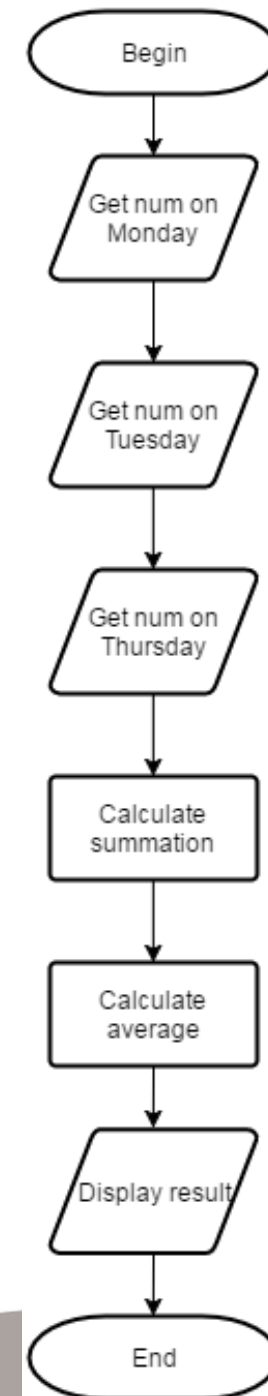 Begin
Get num on
Monday
Get num on
Tuesday
Get num on
Thursday
Calculate
summation
Calculate
average
Display result
End